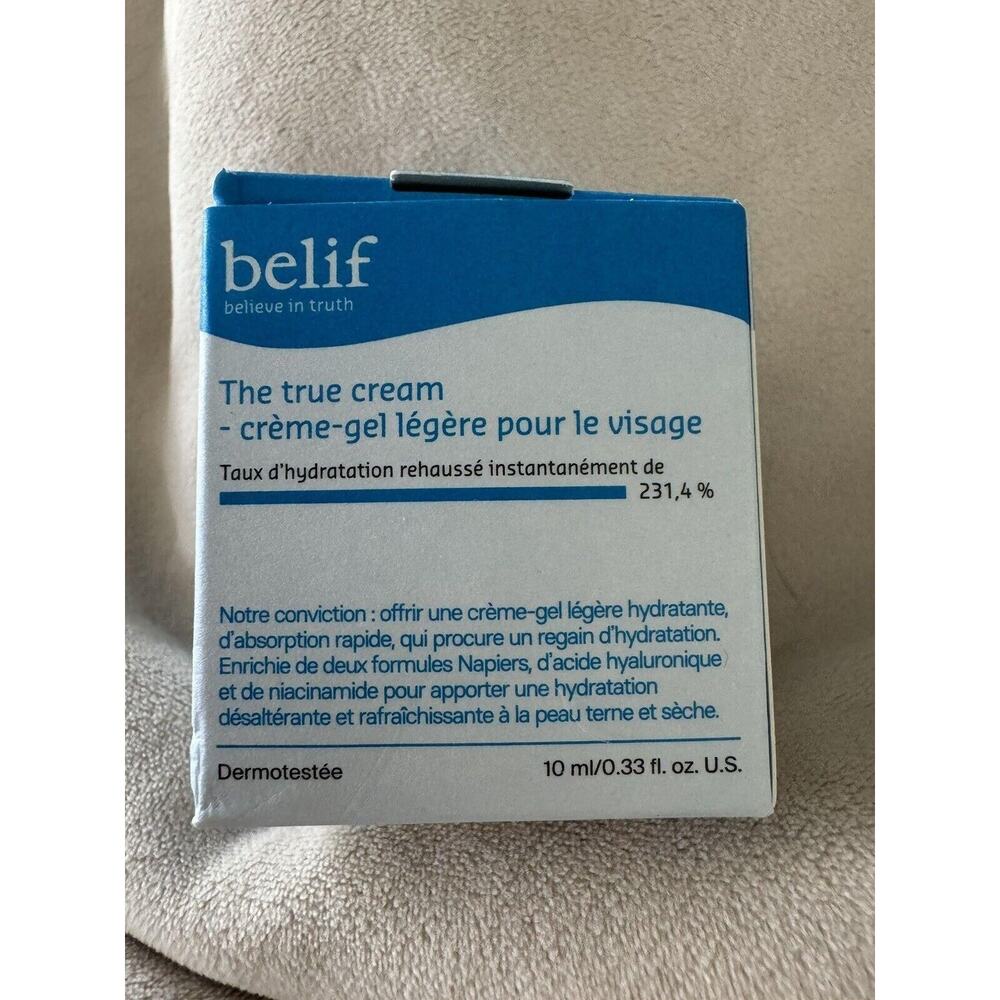 belif
believe in truth
The true cream
- crème-gel légère pour le visage
Taux d'hydratation rehaussé instantanément de
231,4 %
Notre conviction : offrir une crème-gel légère hydratante,
d'absorption rapide, qui procure un regain d'hydratation.
Enrichie de deux formules Napiers, d'acide hyaluronique
et de niacinamide pour apporter une hydratation
désaltérante et rafraîchissante à la peau terne et sèche.
Dermotestée
10 ml/0.33 fl. oz. U.S.